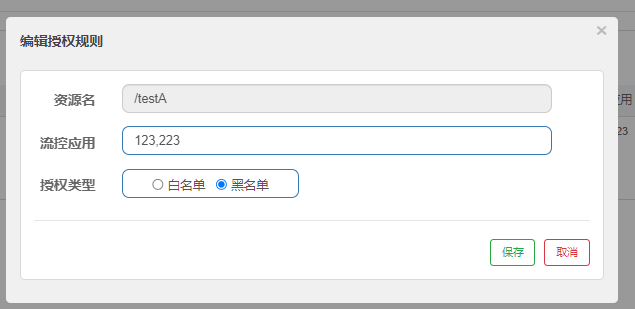 编辑授权规则 ×
资源名 /testA
应用
流控应用 123,223
23
授权类型 白名单 黑名单
保存 取消